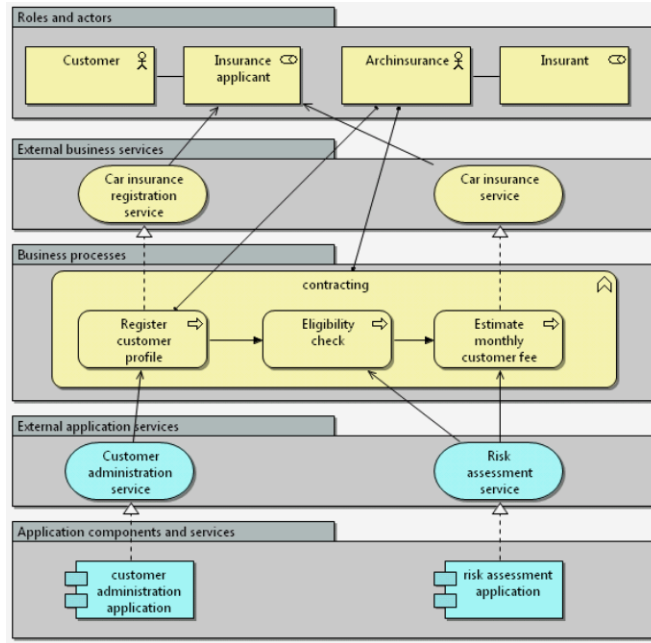 Roles and actors
Customer
Insurance
applicant
Archinsurance
Insurant
External business services
Car insurance
registration
service
Car insurance
service
Business processes
contracting
Register
customer
profile
Eligibility
check
Estimate
monthly
customer fee
External application services
Customer
administration
service
Risk
assessment
service
Application components and services
customer
administration
application
risk assessment
application